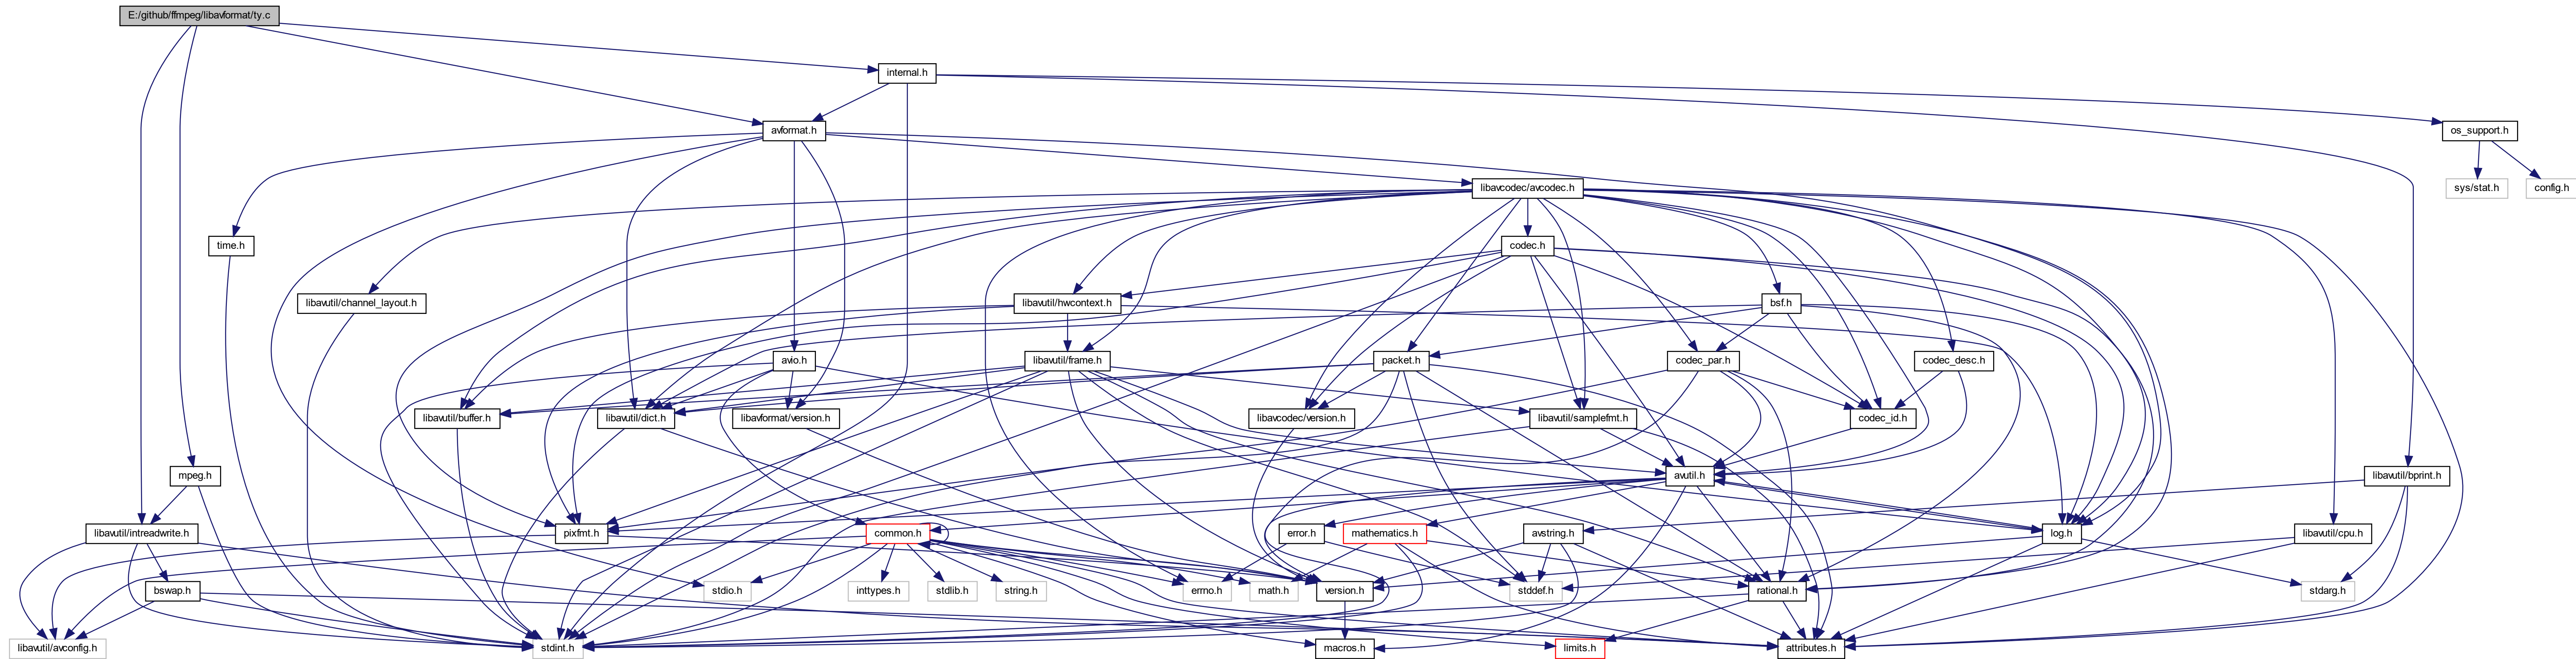 E:/github/ffmpeg/libavformat/ty.c
internal.h
avformat.h
os_support.h
libavcodec/avcodec.h
sys/stat.h
config.h
time.h
codec.h
libavutil/channel_layout.h
libavutil/hwcontext.h
bsf.h
avio.h
libavutil/frame.h
packet.h
codec_par.h
codec_desc.h
libavutil/buffer.h
libavutil/dict.h
libavformat/version.h
libavcodec/version.h
libavutil/samplefmt.h
codec_id.h
mpeg.h
avutil.h
libavutil/bprint.h
libavutil/intreadwrite.h
pixfmt.h
common.h
error.h
mathematics.h
avstring.h
log.h
libavutil/cpu.h
bswap.h
stdio.h
inttypes.h
stdlib.h
string.h
errno.h
math.h
version.h
stddef.h
rational.h
stdarg.h
libavutil/avconfig.h
stdint.h
macros.h
limits.h
attributes.h